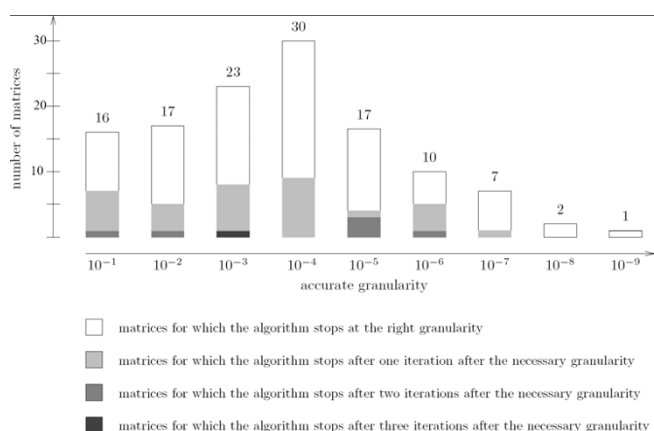 30
30
23
20
16
17
17
10
10
7
2
1
number of matrices
10⁻¹ 10⁻² 10⁻³ 10⁻⁴ 10⁻⁵ 10⁻⁶ 10⁻⁷ 10⁻⁸ 10⁻⁹
accurate granularity
matrices for which the algorithm stops at the right granularity
matrices for which the algorithm stops after one iteration after the necessary granularity
matrices for which the algorithm stops after two iterations after the necessary granularity
matrices for which the algorithm stops after three iterations after the necessary granularity